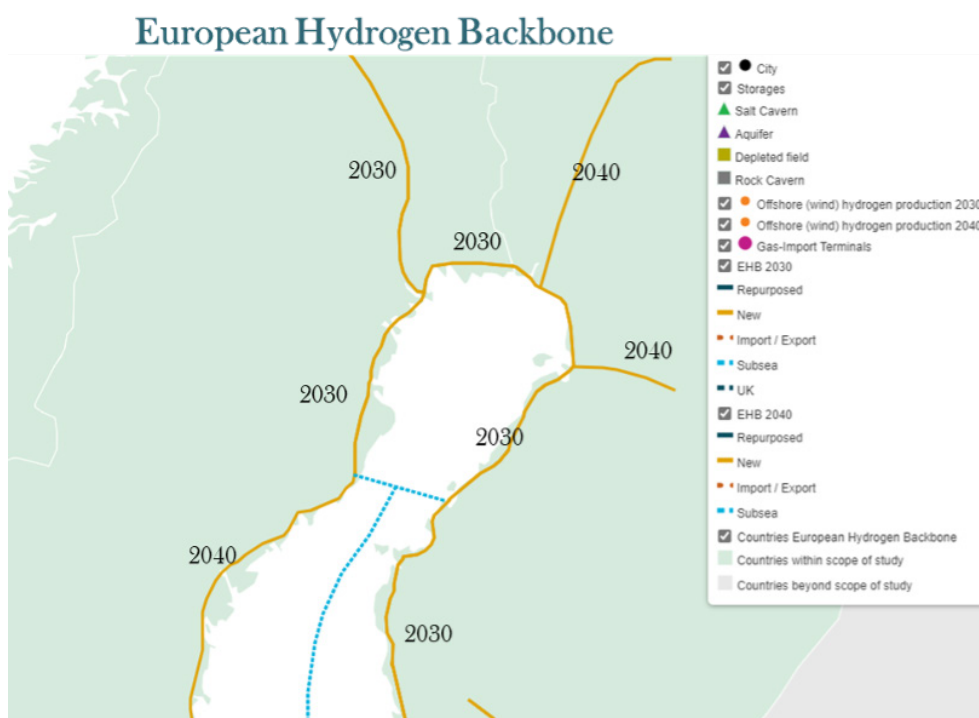 European Hydrogen Backbone
City
Storages
Salt Cavern
Aquifer
Depleted field
Rock Cavern
Offshore (wind) hydrogen production 2030
Offshore (wind) hydrogen production 2040
Gas-Import Terminals
EHB 2030
Repurposed
New
Import / Export
Subsea
UK
EHB 2040
Repurposed
New
Import / Export
Subsea
Countries European Hydrogen Backbone
Countries within scope of study
Countries beyond scope of study
2030
2040
2030
2040
2030
2030
2040
2030